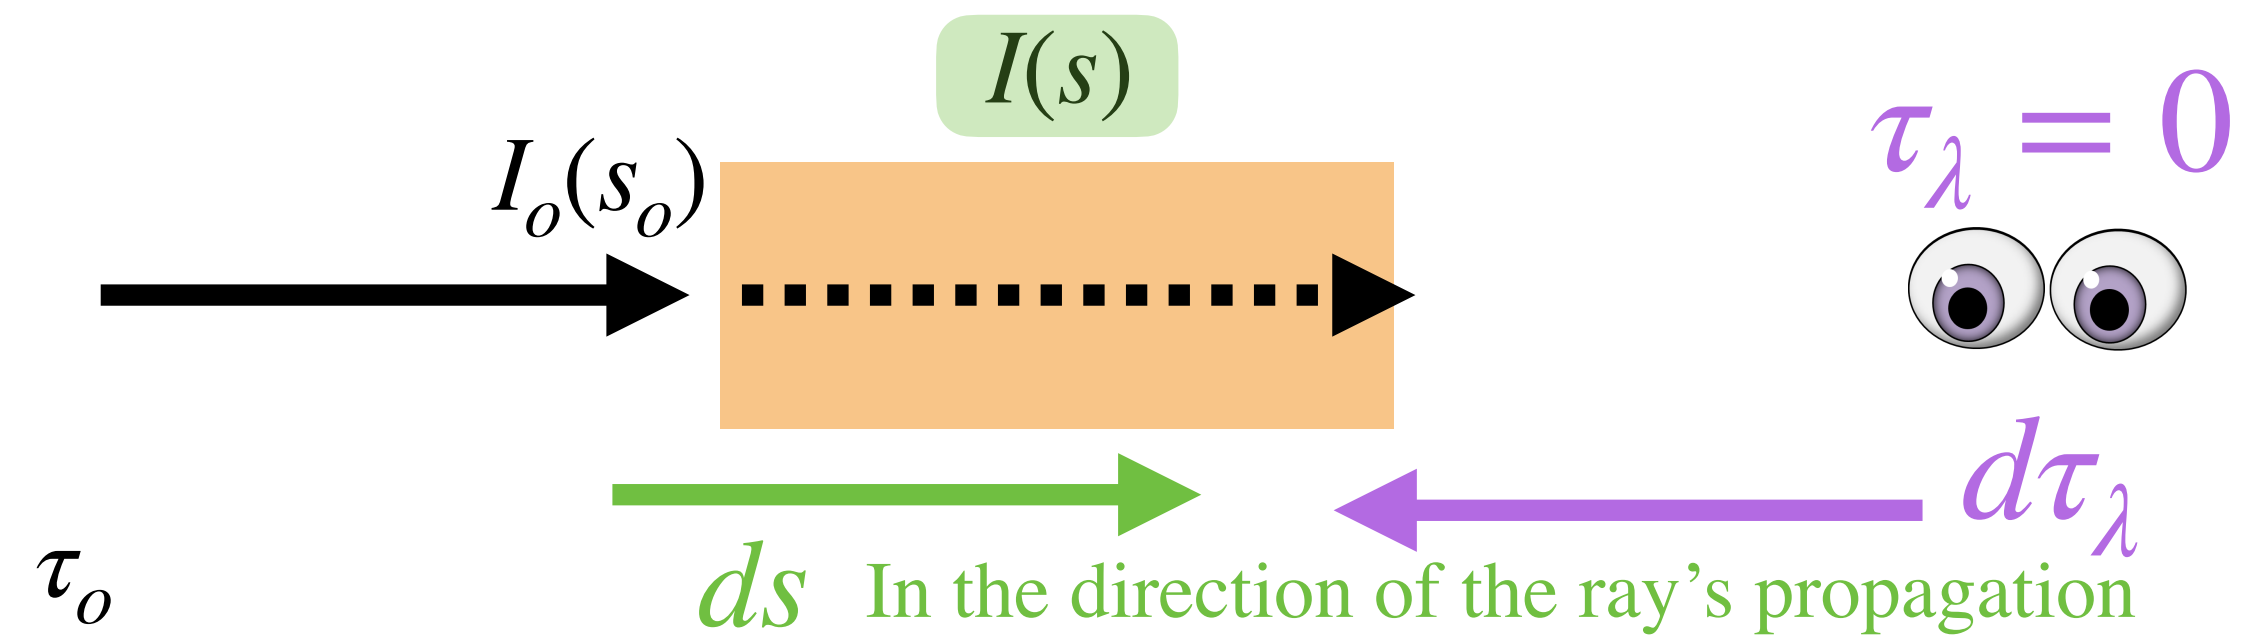 I(s)
τ_λ = 0
I_o(s_o)
dτ_λ
τ_o
ds In the direction of the ray’s propagation